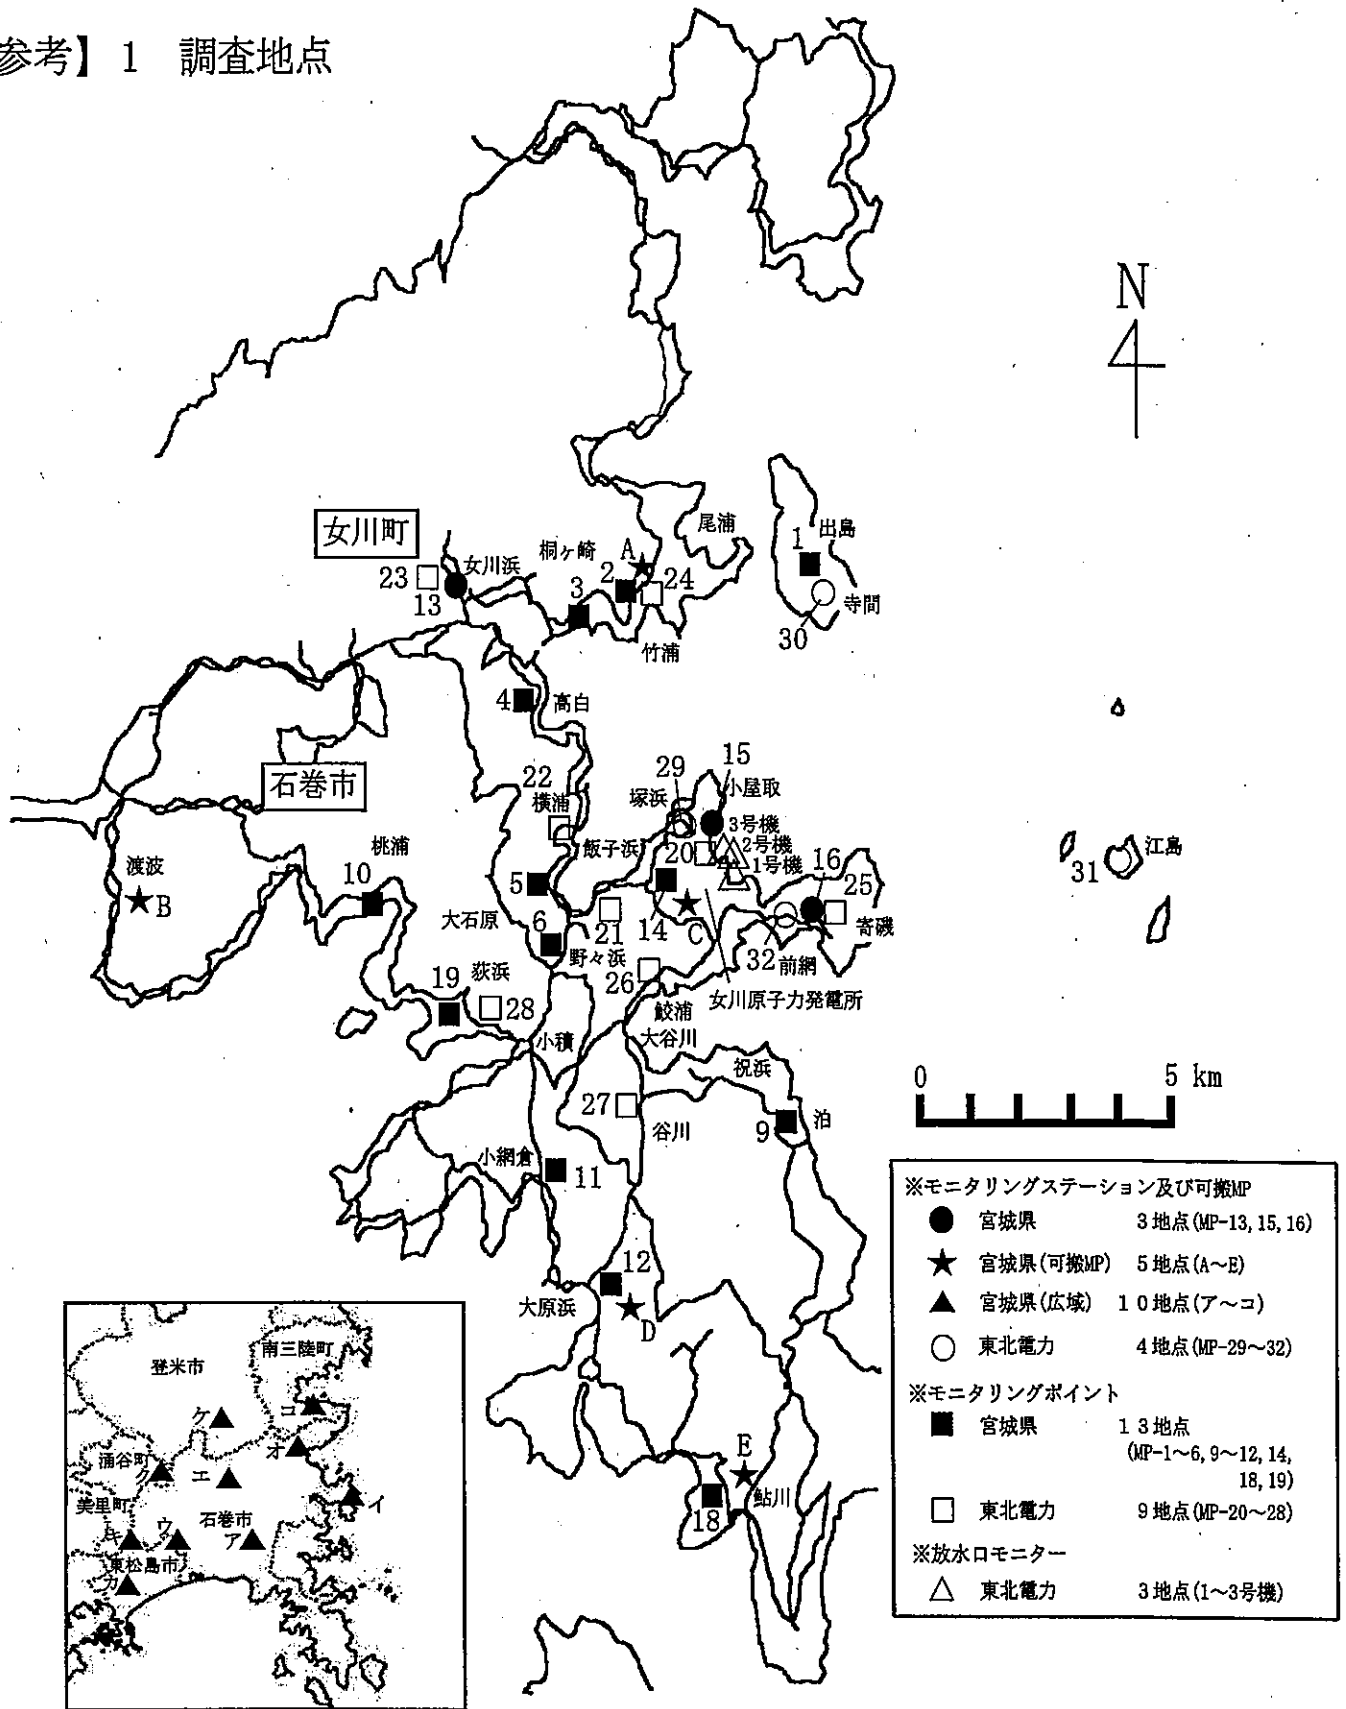 参考】1 調査地点
N
女川町
23
13
女川浜
桐ヶ崎
A
尾浦
3
2
24
竹浦
1
出島
寺間
30
4
高白
石巻市
22
横浦
29
15
塚浜
小屋取
3号機
2号機
1号機
20
飯子浜
渡波
B
桃浦
10
5
大石原
6
野々浜
21
14
C
16
25
寄磯
32
前網
31
江島
26
鮫浦
女川原子力発電所
19
荻浜
28
小積
大谷川
祝浜
27
谷川
9
泊
0 5 km
小網倉
11
12
大原浜
D
E
18
鮎川
※モニタリングステーション及び可搬MP
● 宮城県 3地点(MP-13,15,16)
★ 宮城県(可搬MP) 5地点(A～E)
▲ 宮城県(広域) 10地点(ア～コ)
○ 東北電力 4地点(MP-29～32)
※モニタリングポイント
■ 宮城県 13地点
(MP-1～6,9～12,14,
18,19)
□ 東北電力 9地点(MP-20～28)
※放水口モニター
△ 東北電力 3地点(1～3号機)
登米市
南三陸町
ケ
コ
オ
涌谷町
ク
エ
イ
美里町
石巻市
キ
ウ
ア
東松島市
カ